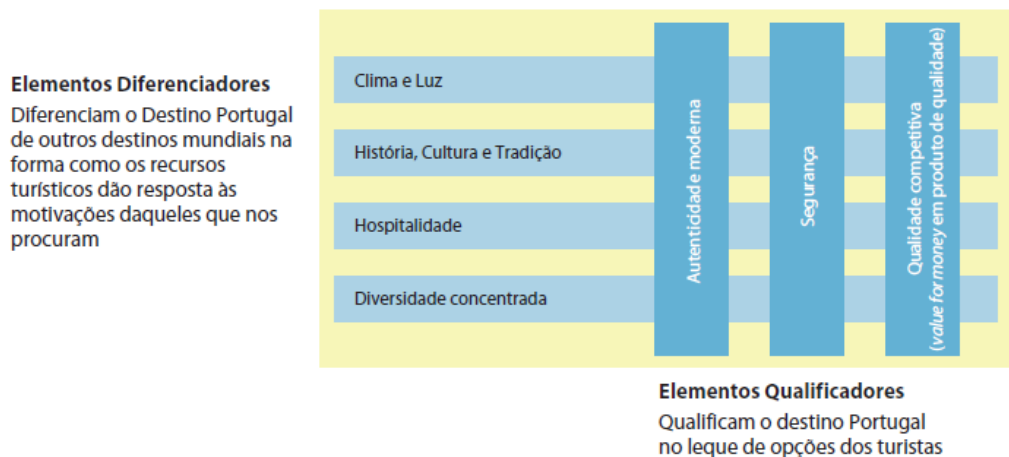 Elementos Diferenciadores
Diferenciam o Destino Portugal
de outros destinos mundiais na
forma como os recursos
turísticos dão resposta às
motivações daqueles que nos
procuram
Clima e Luz
História, Cultura e Tradição
Hospitalidade
Diversidade concentrada
Autenticidade moderna
Segurança
Qualidade competitiva
(value for money em produto de qualidade)
Elementos Qualificadores
Qualificam o destino Portugal
no leque de opções dos turistas